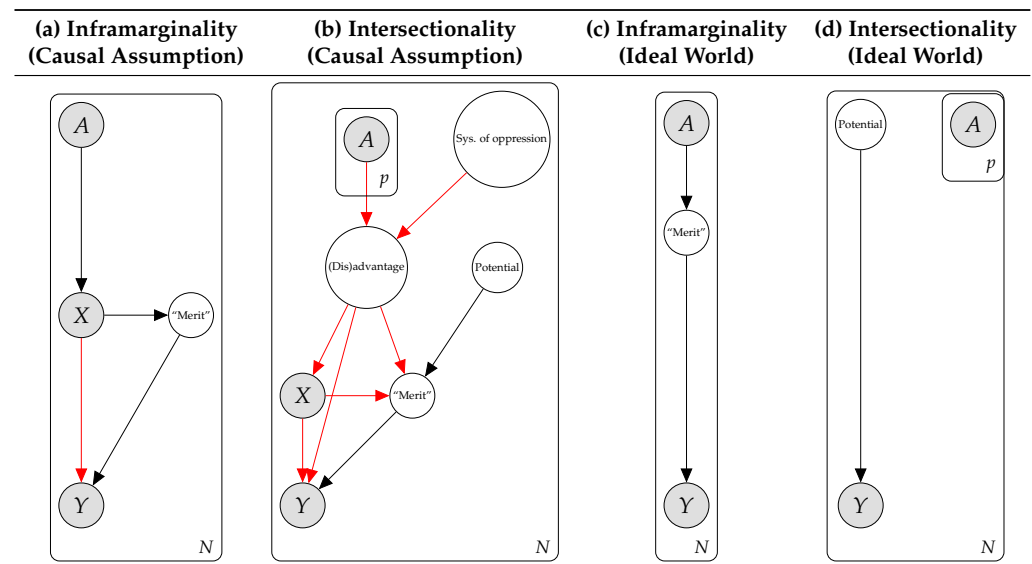 (a) Inframarginality
(Causal Assumption)
(b) Intersectionality
(Causal Assumption)
(c) Inframarginality
(Ideal World)
(d) Intersectionality
(Ideal World)
A
X
"Merit"
Y
N
A
p
Sys. of oppression
(Dis)advantage
Potential
X
"Merit"
Y
N
A
"Merit"
Y
N
Potential
A
p
Y
N